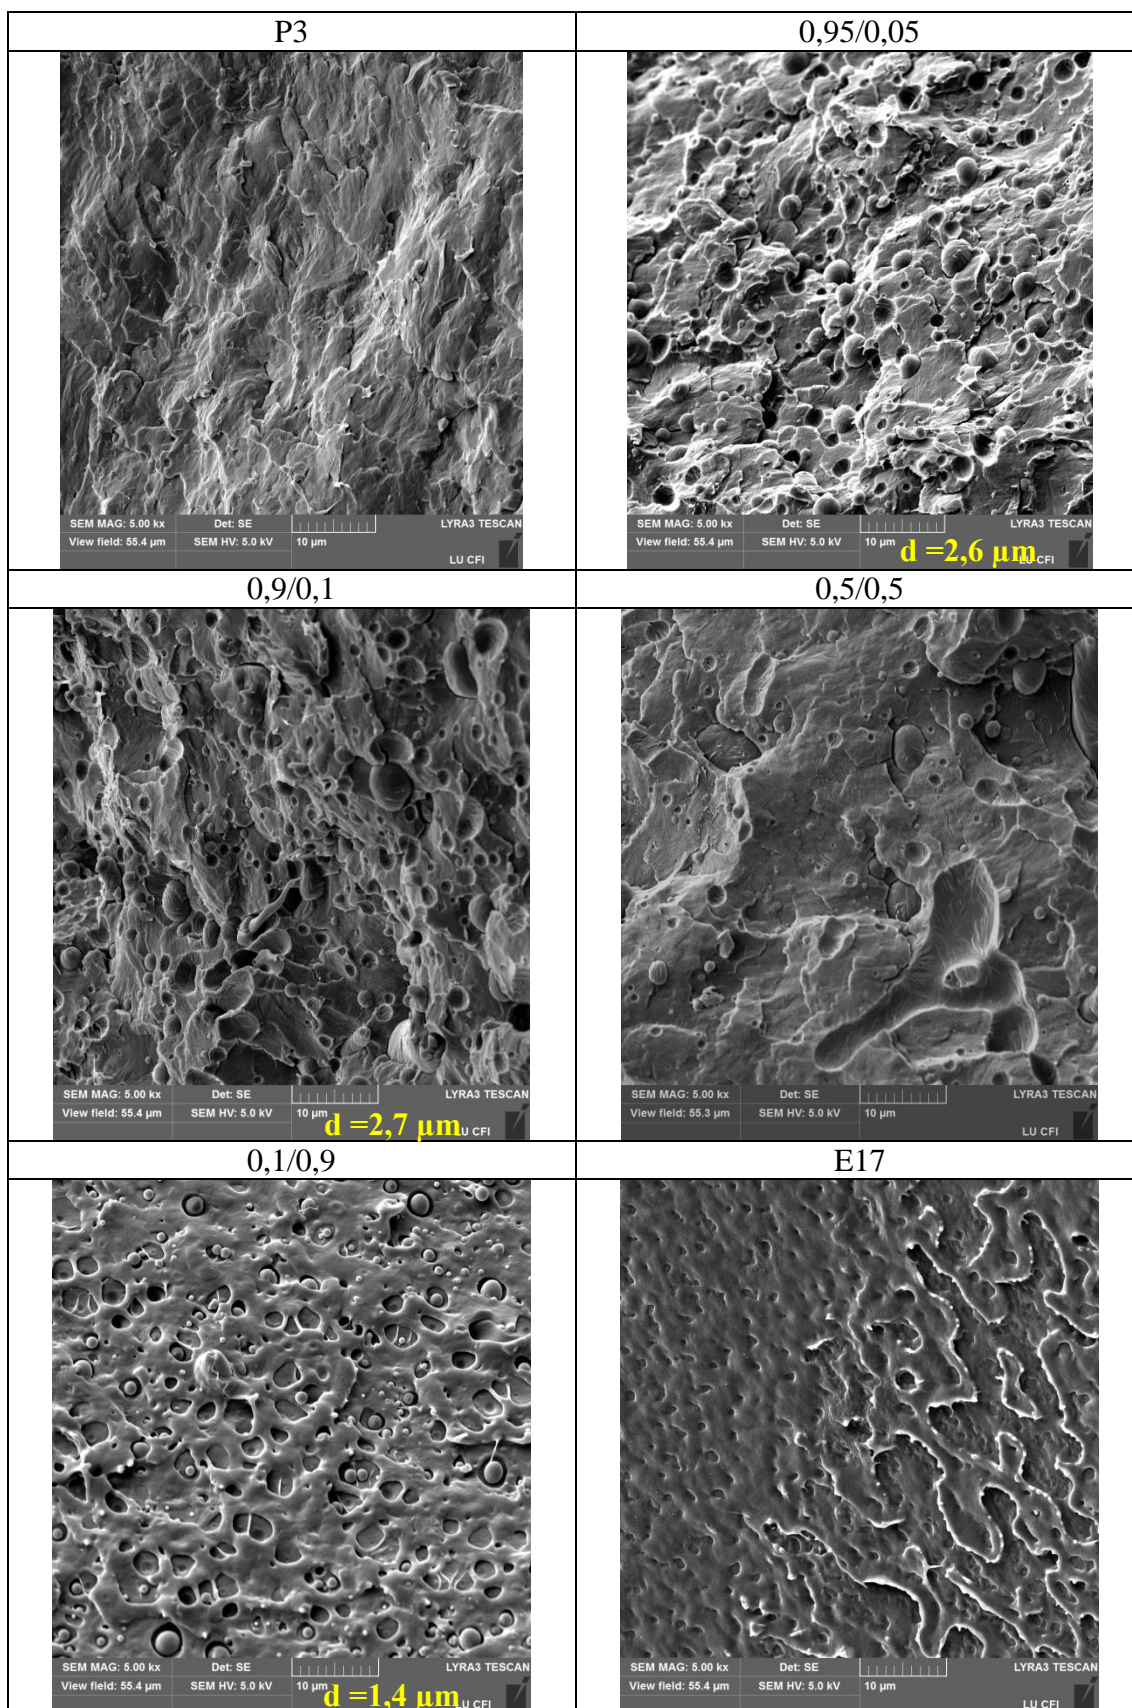 P3
0,95/0,05
SEM MAG: 5.00 kx Det: SE LYRA3 TESCAN
View field: 55.4 µm SEM HV: 5.0 kV 10 µm
LU CFI
SEM MAG: 5.00 kx Det: SE LYRA3 TESCAN
View field: 55.4 µm SEM HV: 5.0 kV 10 µm
d =2,6 µm
LU CFI
0,9/0,1
0,5/0,5
SEM MAG: 5.00 kx Det: SE LYRA3 TESCAN
View field: 55.4 µm SEM HV: 5.0 kV 10 µm
d =2,7 µm
LU CFI
SEM MAG: 5.00 kx Det: SE LYRA3 TESCAN
View field: 55.3 µm SEM HV: 5.0 kV 10 µm
LU CFI
0,1/0,9
E17
SEM MAG: 5.00 kx Det: SE LYRA3 TESCAN
View field: 55.4 µm SEM HV: 5.0 kV 10 µm
d =1,4 µm
LU CFI
SEM MAG: 5.00 kx Det: SE LYRA3 TESCAN
View field: 55.4 µm SEM HV: 5.0 kV 10 µm
LU CFI